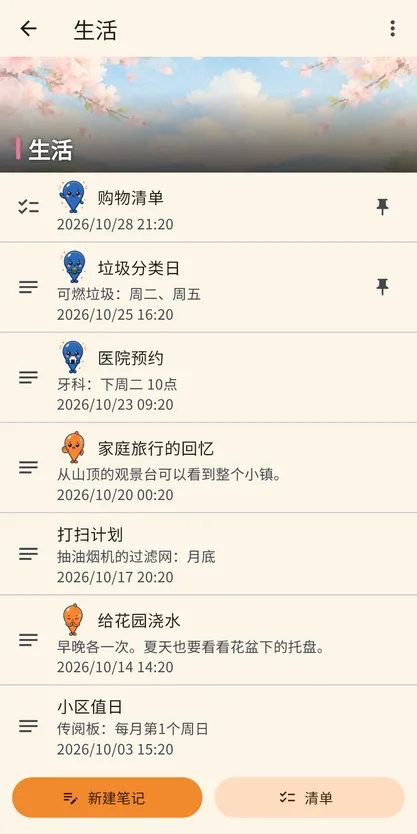 生活
生活
购物清单
2026/10/28 21:20
垃圾分类日
可燃垃圾：周二、周五
2026/10/25 16:20
医院预约
牙科：下周二 10点
2026/10/23 09:20
家庭旅行的回忆
从山顶的观景台可以看到整个小镇。
2026/10/20 00:20
打扫计划
抽油烟机的过滤网：月底
2026/10/17 20:20
给花园浇水
早晚各一次。夏天也要看看花盆下的托盘。
2026/10/14 14:20
小区值日
传阅板：每月第1个周日
2026/10/03 15:20
新建笔记
清单